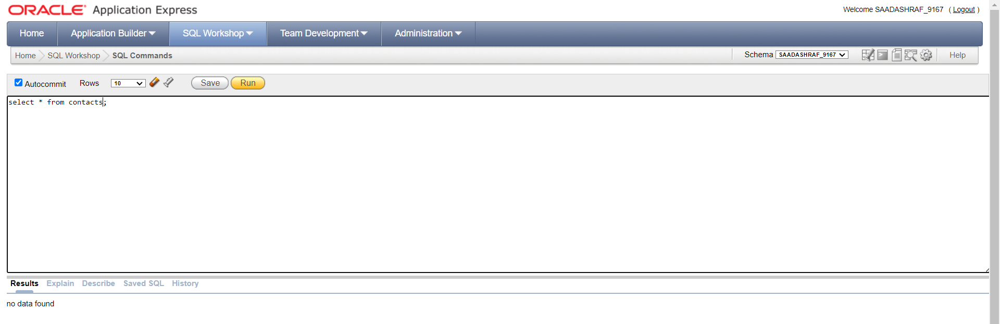 ORACLE Application Express
Welcome SAADASHRAF_9167 ( Logout )
Home Application Builder SQL Workshop Team Development Administration
Home SQL Workshop SQL Commands Schema SAADASHRAF_9167 Help
Autocommit Rows 10 Save Run
select * from contacts;
Results Explain Describe Saved SQL History
no data found